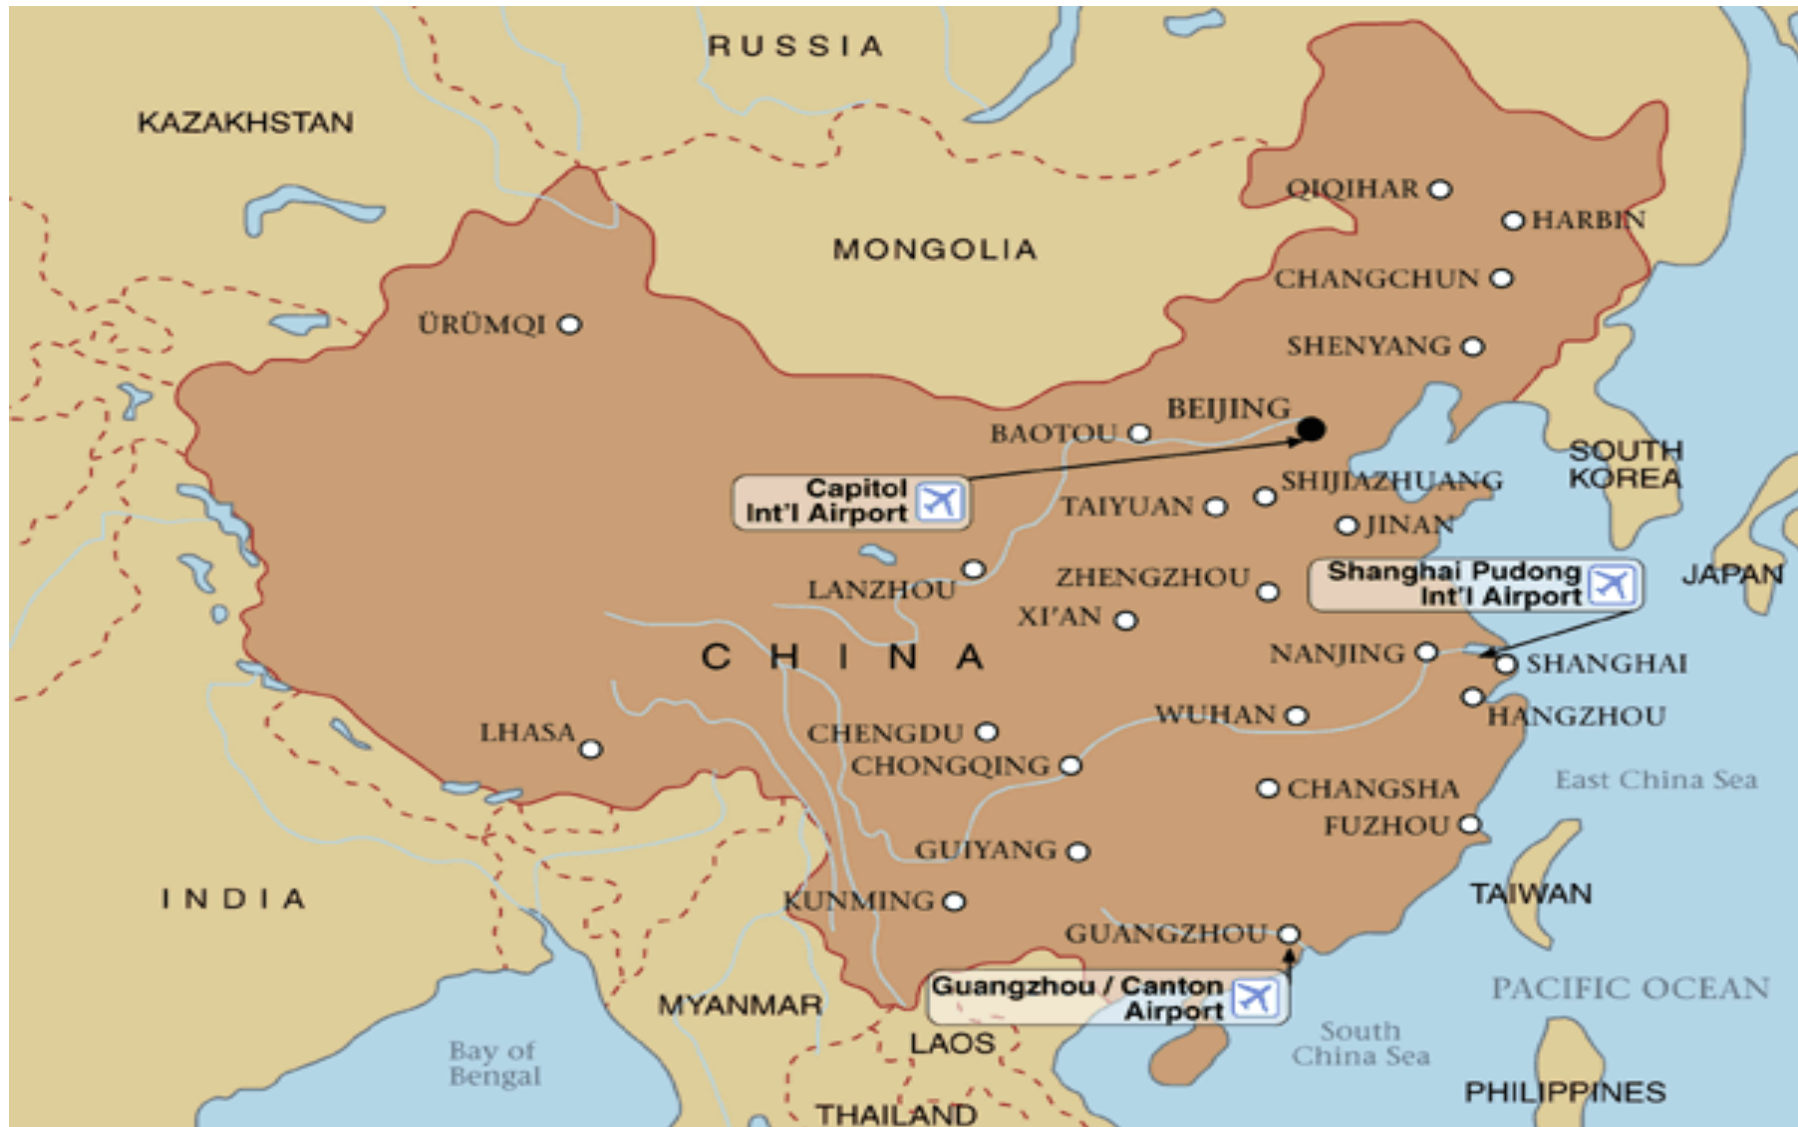 RUSSIA
KAZAKHSTAN
QIQIHAR
HARBIN
MONGOLIA
CHANGCHUN
ÜRÜMQI
SHENYANG
BEIJING
BAOTOU
SOUTH
KOREA
Capitol
Int'l Airport
SHIJIAZHUANG
TAIYUAN
JINAN
Shanghai Pudong
Int'l Airport
JAPAN
ZHENGZHOU
LANZHOU
XI'AN
CHINA
NANJING
SHANGHAI
WUHAN
HANGZHOU
LHASA
CHENGDU
CHONGQING
East China Sea
CHANGSHA
FUZHOU
GUIYANG
TAIWAN
INDIA
KUNMING
GUANGZHOU
Guangzhou / Canton
Airport
PACIFIC OCEAN
MYANMAR
LAOS
South
China Sea
Bay of
Bengal
PHILIPPINES
THAILAND